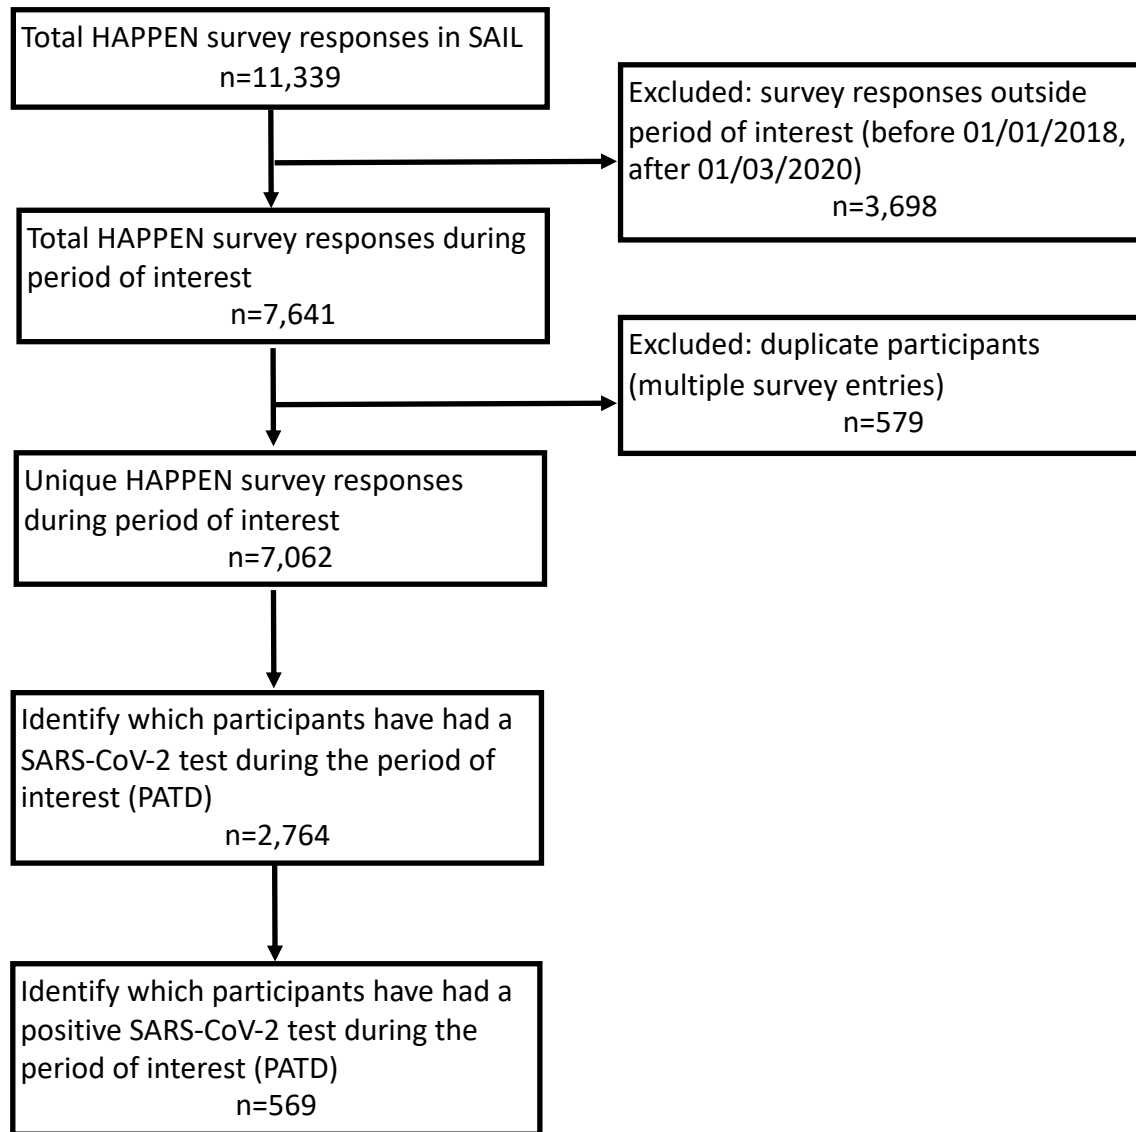 Total HAPPEN survey responses in SAIL
n=11,339
Excluded: survey responses outside
period of interest (before 01/01/2018,
after 01/03/2020)
n=3,698
Total HAPPEN survey responses during
period of interest
n=7,641
Excluded: duplicate participants
(multiple survey entries)
n=579
Unique HAPPEN survey responses
during period of interest
n=7,062
Identify which participants have had a
SARS-CoV-2 test during the period of
interest (PATD)
n=2,764
Identify which participants have had a
positive SARS-CoV-2 test during the
period of interest (PATD)
n=569